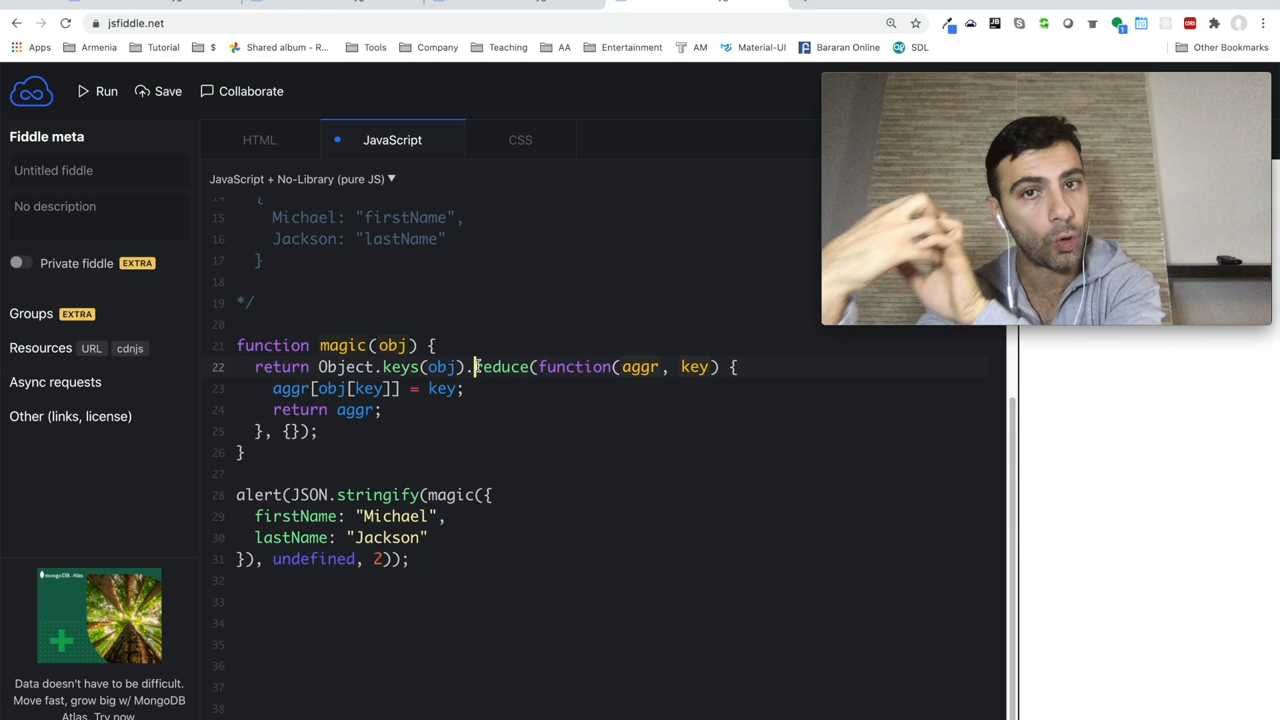 jsfiddle.net
Apps Armenia Tutorial $ Shared album - R... Tools Company Teaching AA Entertainment AM Material-UI Bararan Online SDL Other Bookmarks
Run Save Collaborate
Fiddle meta
Untitled fiddle
No description
Private fiddle EXTRA
Groups EXTRA
Resources URL cdnjs
Async requests
Other (links, license)
mongoDB. Atlas
Data doesn't have to be difficult.
Move fast, grow big w/ MongoDB
Atlas. Try now
HTML JavaScript CSS
JavaScript + No-Library (pure JS) ▼
14 {
15 Michael: "firstName",
16 Jackson: "lastName"
17 }
18
19 */
20
21 function magic(obj) {
22 return Object.keys(obj).reduce(function(aggr, key) {
23 aggr[obj[key]] = key;
24 return aggr;
25 }, {});
26 }
27
28 alert(JSON.stringify(magic({
29 firstName: "Michael",
30 lastName: "Jackson"
31 }), undefined, 2));
32
33
34
35
36
37
38